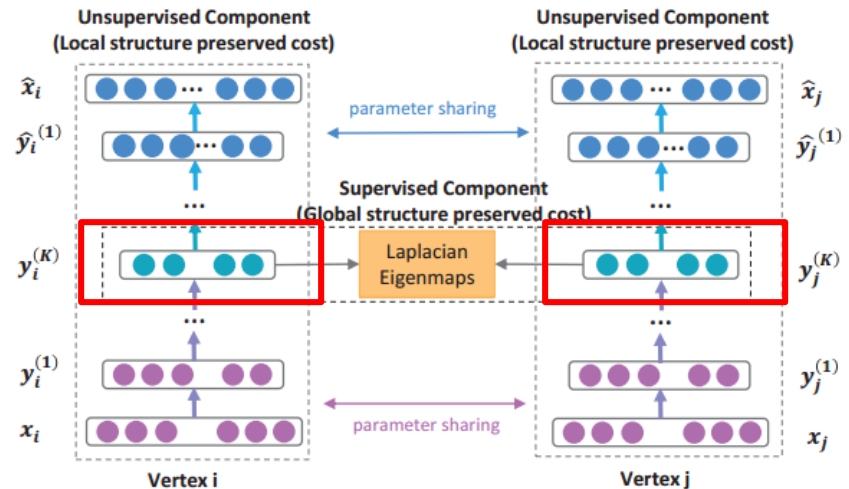 Unsupervised Component
(Local structure preserved cost)
Unsupervised Component
(Local structure preserved cost)
x̂ᵢ
x̂ⱼ
parameter sharing
ŷᵢ⁽¹⁾
ŷⱼ⁽¹⁾
Supervised Component
(Global structure preserved cost)
yᵢ⁽ᴷ⁾
Laplacian
Eigenmaps
yⱼ⁽ᴷ⁾
yᵢ⁽¹⁾
yⱼ⁽¹⁾
xᵢ
parameter sharing
xⱼ
Vertex i
Vertex j